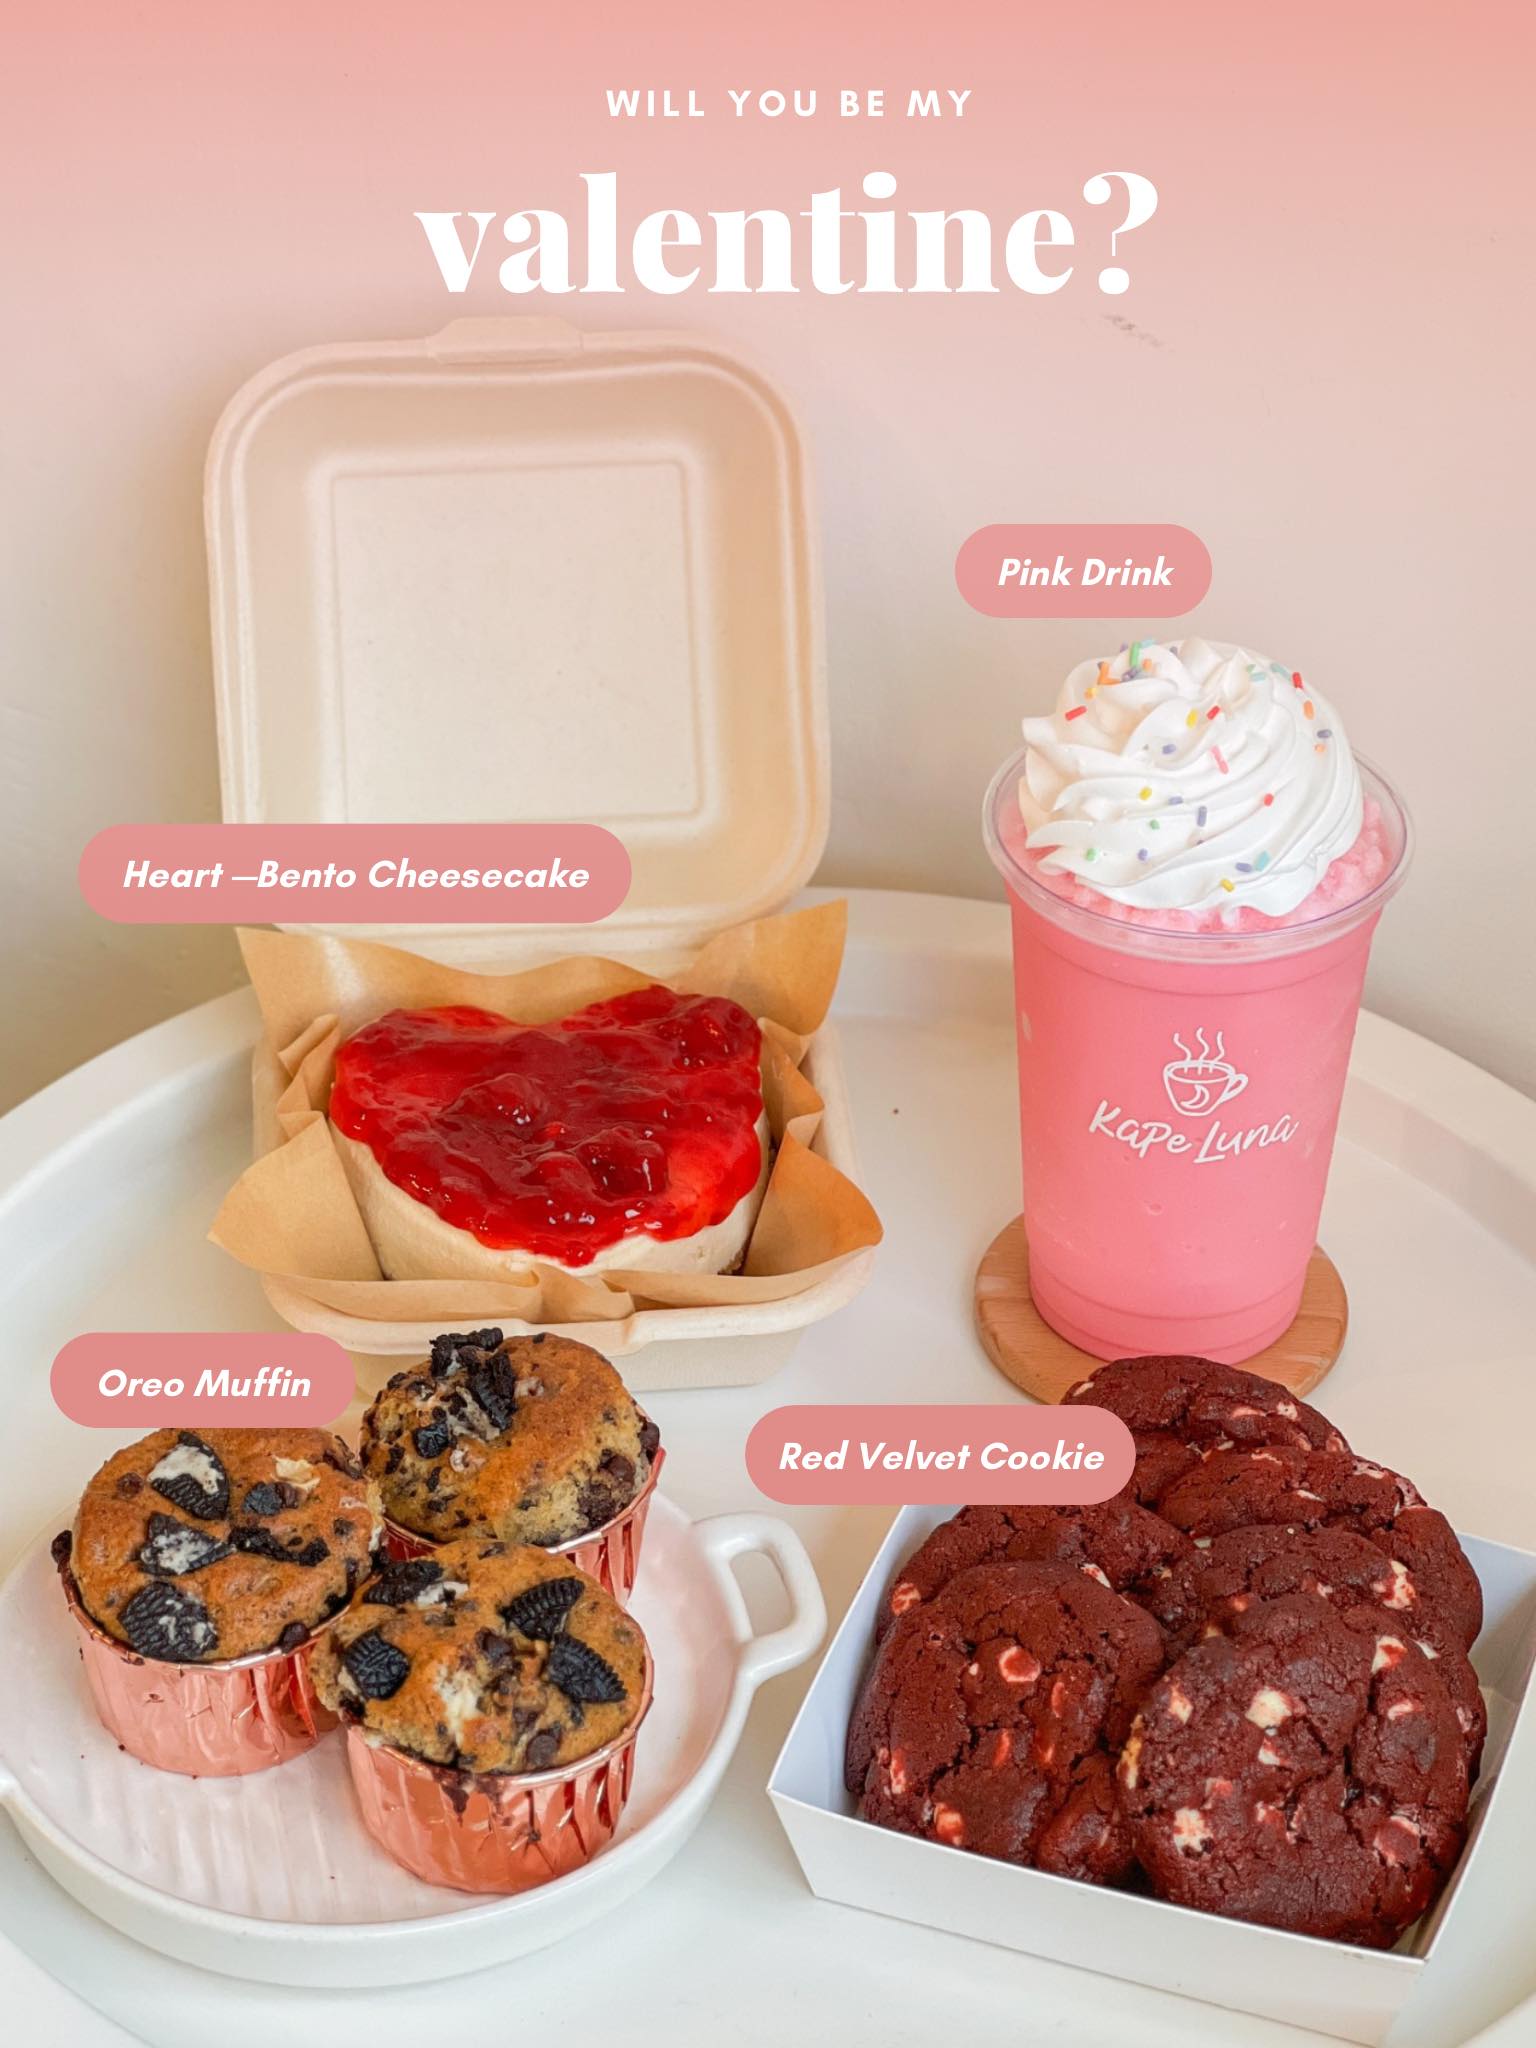 WILL YOU BE MY
valentine?
Pink Drink
Heart —Bento Cheesecake
Kape Luna
Oreo Muffin
Red Velvet Cookie